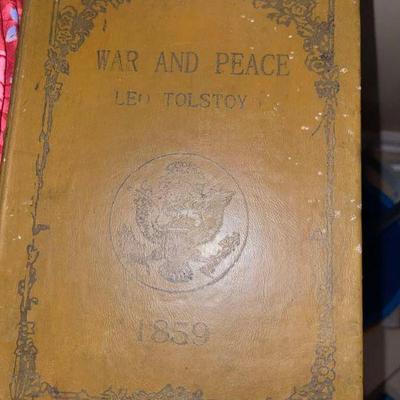 WAR AND PEACE
LEO TOLSTOY
1859